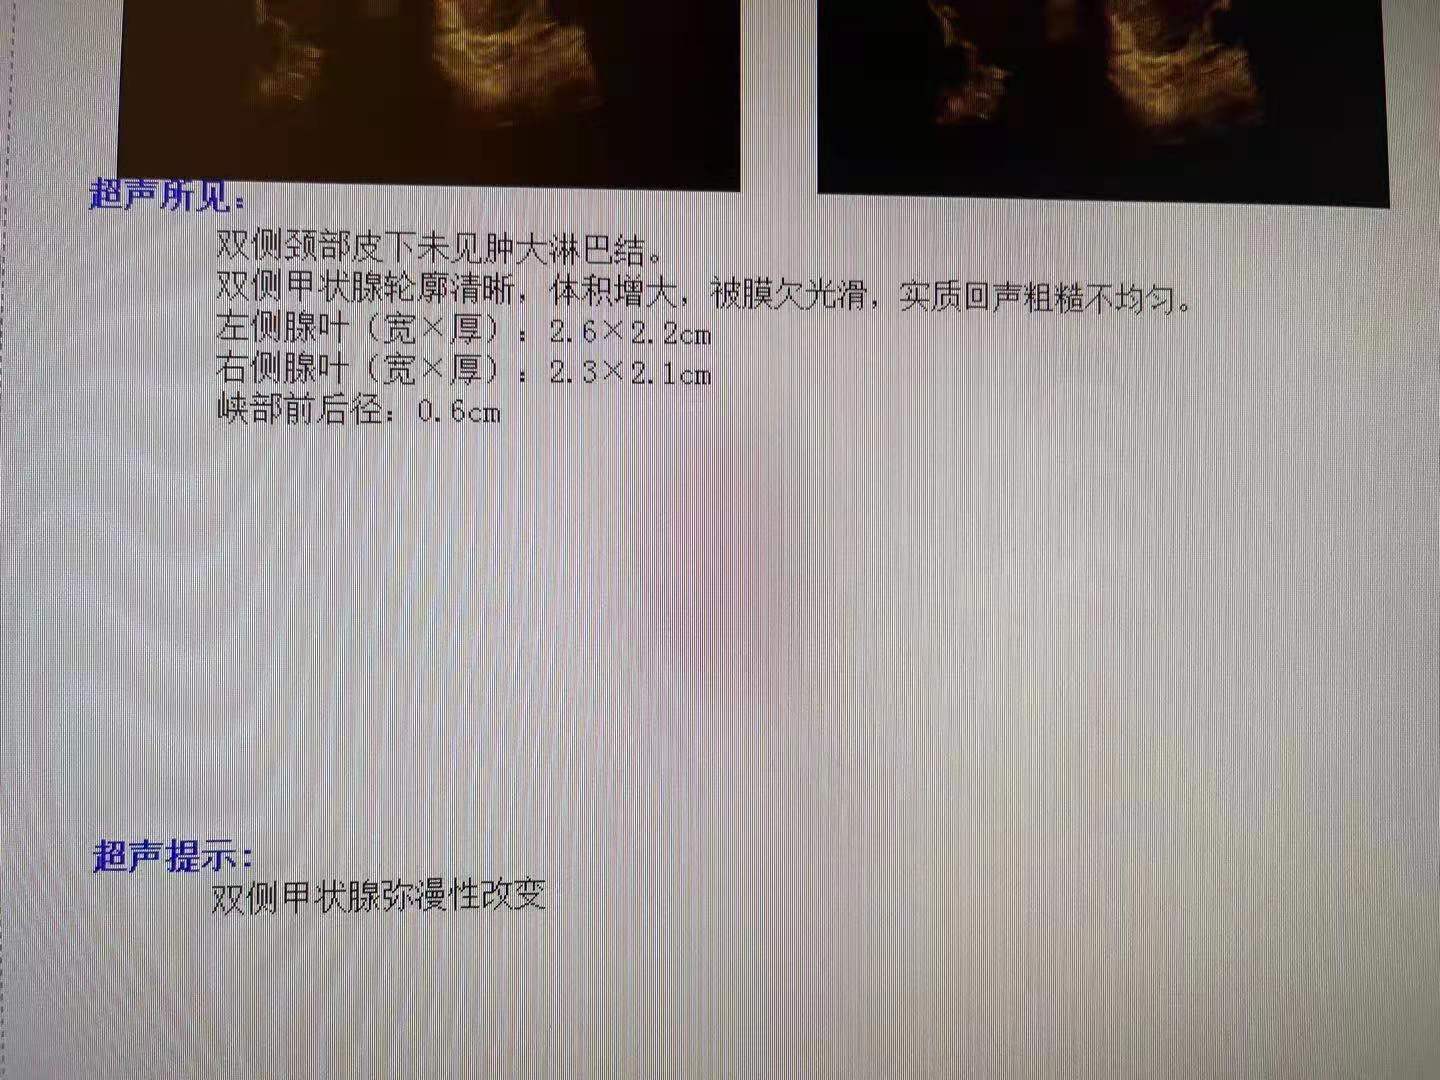 超声所见：
双侧颈部皮下未见肿大淋巴结。
双侧甲状腺轮廓清晰，体积增大，被膜欠光滑，实质回声粗糙不均匀。
左侧腺叶（宽×厚）：2.6×2.2cm
右侧腺叶（宽×厚）：2.3×2.1cm
峡部前后径：0.6cm
超声提示：
双侧甲状腺弥漫性改变